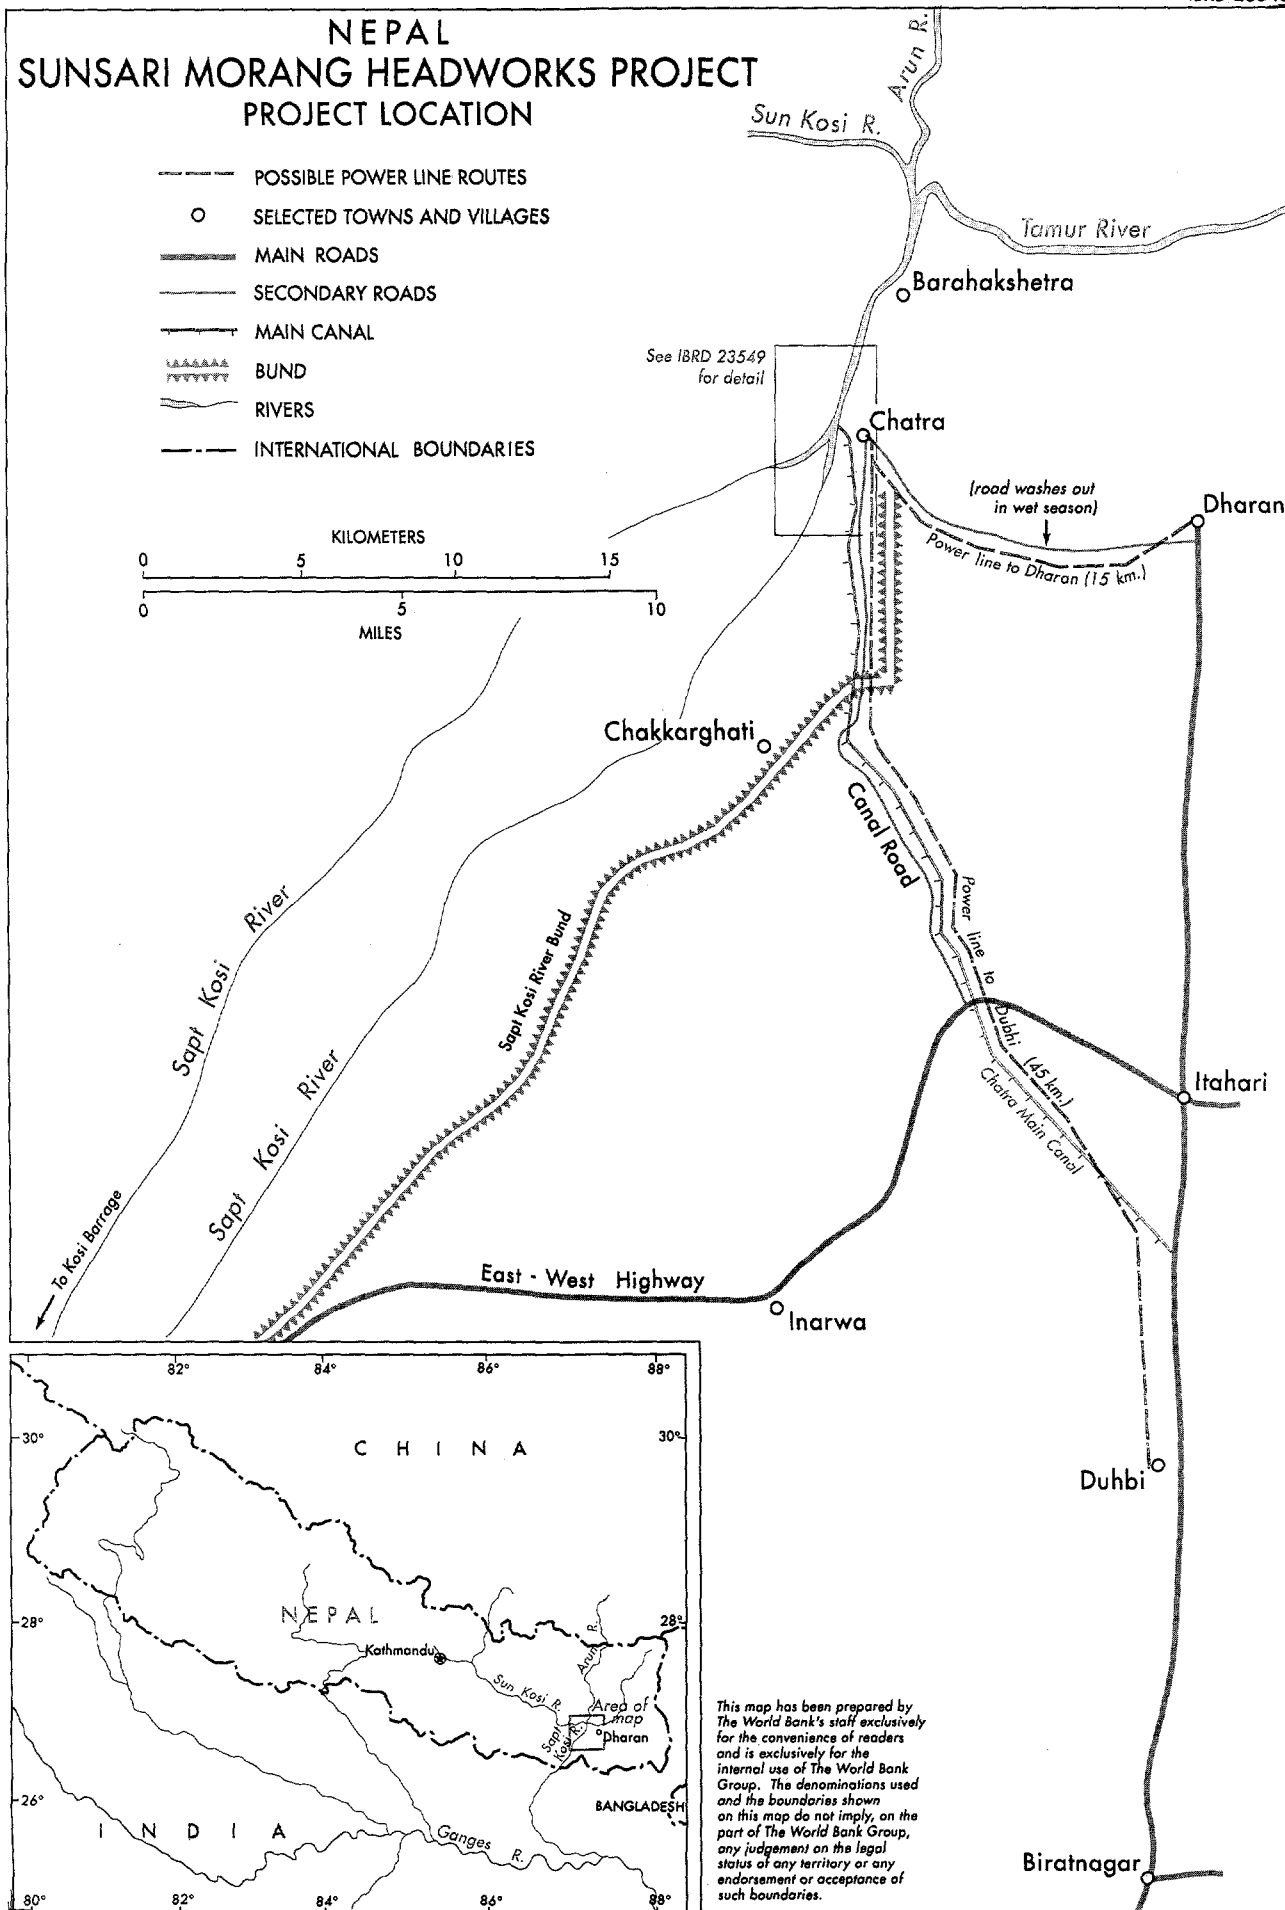 NEPAL
SUNSARI MORANG HEADWORKS PROJECT
PROJECT LOCATION
POSSIBLE POWER LINE ROUTES
SELECTED TOWNS AND VILLAGES
MAIN ROADS
SECONDARY ROADS
MAIN CANAL
BUND
RIVERS
INTERNATIONAL BOUNDARIES
KILOMETERS
0 5 10 15
0 5 10
MILES
Arun R.
Sun Kosi R.
Tamur River
Barahakshetra
See IBRD 23549
for detail
Chatra
(road washes out
in wet season)
Dharan
Power line to Dharan (15 km.)
Chakkarghati
Canal Road
Power line to Dubhi (45 km.)
Sapt Kosi River
Sapt Kosi River
Sapt Kosi River Bund
Chatra Main Canal
Itahari
To Kosi Barrage
East - West Highway
Inarwa
Duhbi
Biratnagar
82° 84° 86° 88°
30° 30°
CHINA
NEPAL
28° 28°
Kathmandu
Arun R.
Sun Kosi R.
Area of
map
Sapt
Kosi R.
Dharan
BANGLADESH
26°
INDIA
Ganges R.
80° 82° 84° 86° 88°
This map has been prepared by
The World Bank's staff exclusively
for the convenience of readers
and is exclusively for the
internal use of The World Bank
Group. The denominations used
and the boundaries shown
on this map do not imply, on the
part of The World Bank Group,
any judgement on the legal
status of any territory or any
endorsement or acceptance of
such boundaries.